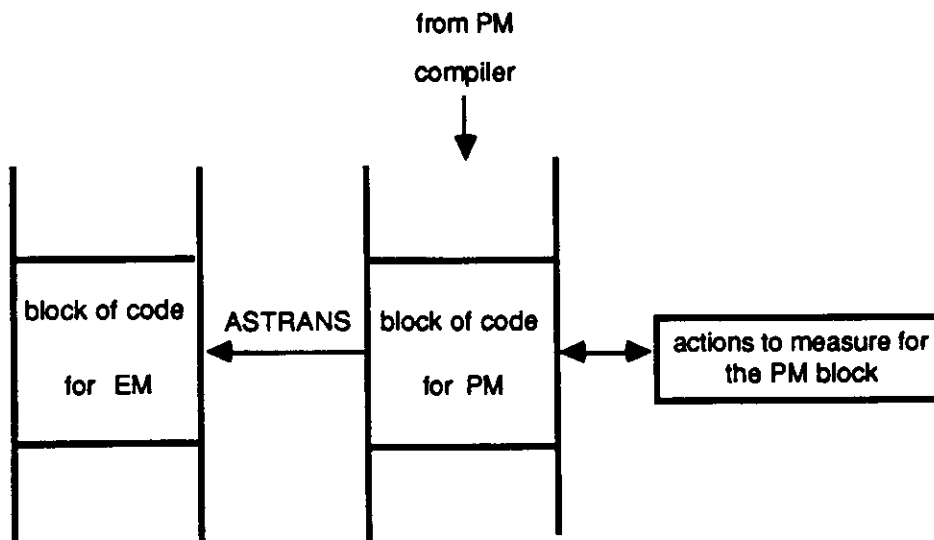 from PM
compiler
block of code
for EM
ASTRANS
block of code
for PM
actions to measure for
the PM block